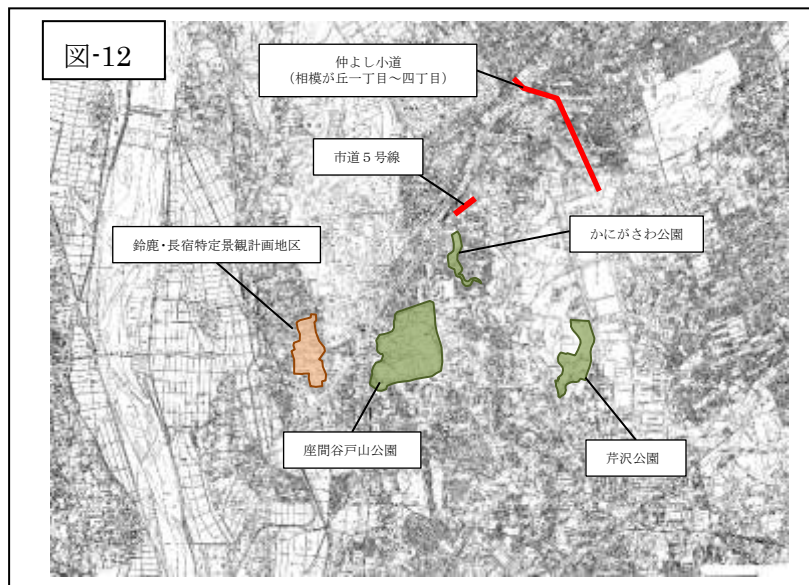 図-12
仲よし小道
（相模が丘一丁目～四丁目）
市道５号線
鈴鹿・長宿特定景観計画地区
かにがさわ公園
座間谷戸山公園
芹沢公園